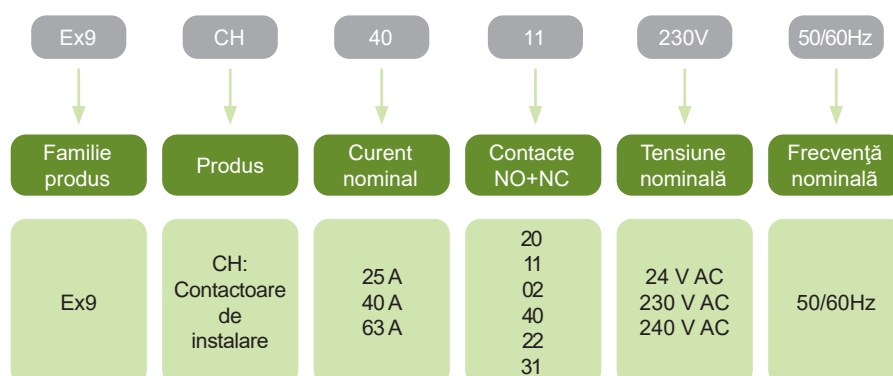 Ex9
CH
40
11
230V
50/60Hz
Familie
produs
Produs
Curent
nominal
Contacte
NO+NC
Tensiune
nominală
Frecvenţă
nominalã
Ex9
CH:
Contactoare
de
instalare
25 A
40 A
63 A
20
11
02
40
22
31
24 V AC
230 V AC
240 V AC
50/60Hz